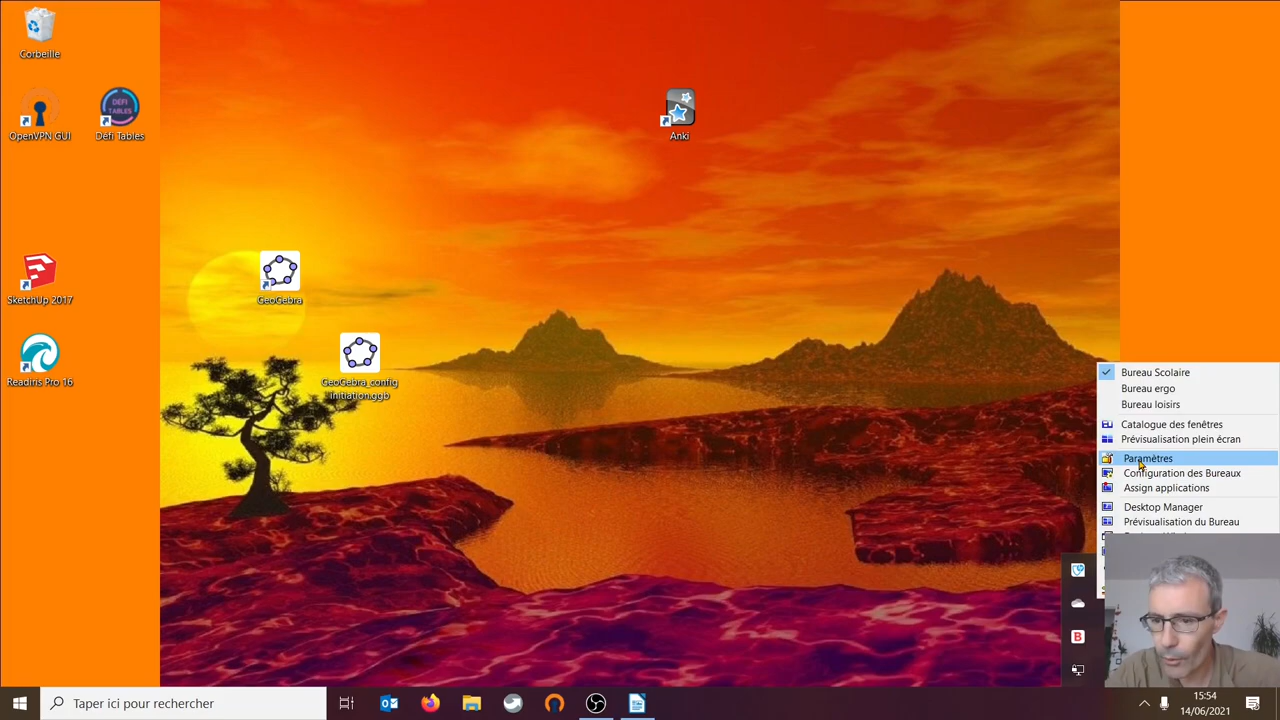 Corbeille
OpenVPN GUI
Défi Tables
DÉFI
TABLES
Anki
GeoGebra
SketchUp 2017
Readiris Pro 16
GeoGebra_config
initiation.ggb
Bureau Scolaire
Bureau ergo
Bureau loisirs
Catalogue des fenêtres
Prévisualisation plein écran
Paramètres
Configuration des Bureaux
Assign applications
Desktop Manager
Prévisualisation du Bureau
B
Taper ici pour rechercher
15:54
14/06/2021